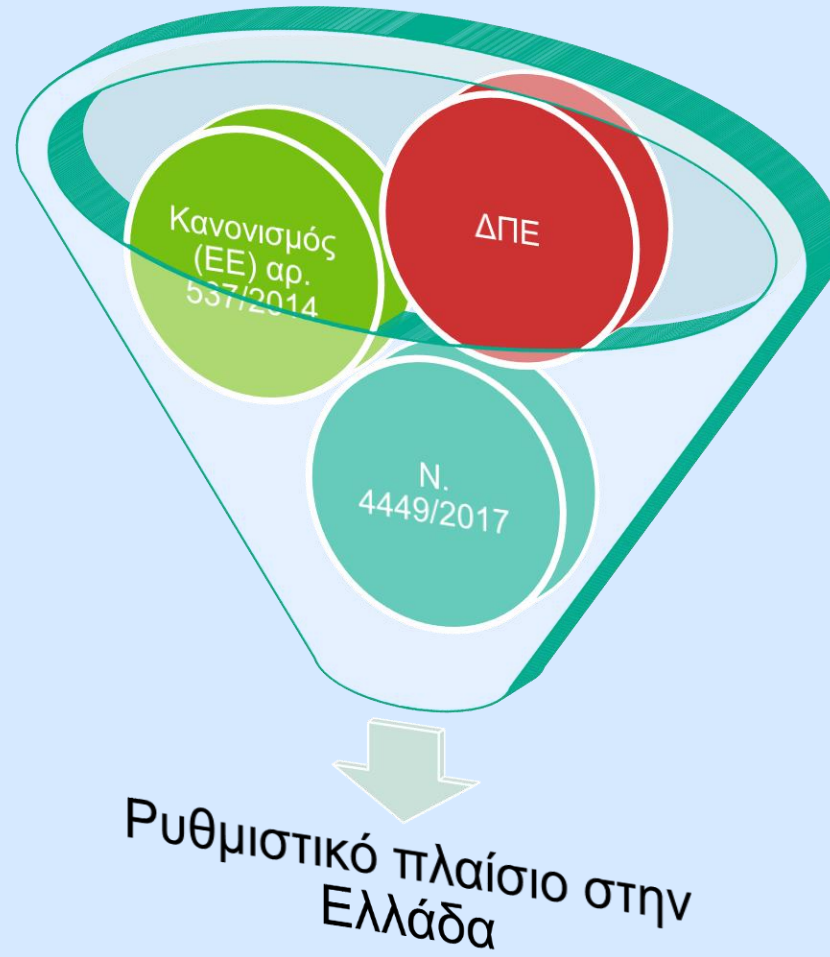 Κανονισμός
(ΕΕ) αρ.
537/2014
ΔΠΕ
Ν.
4449/2017
Ρυθμιστικό πλαίσιο στην
Ελλάδα